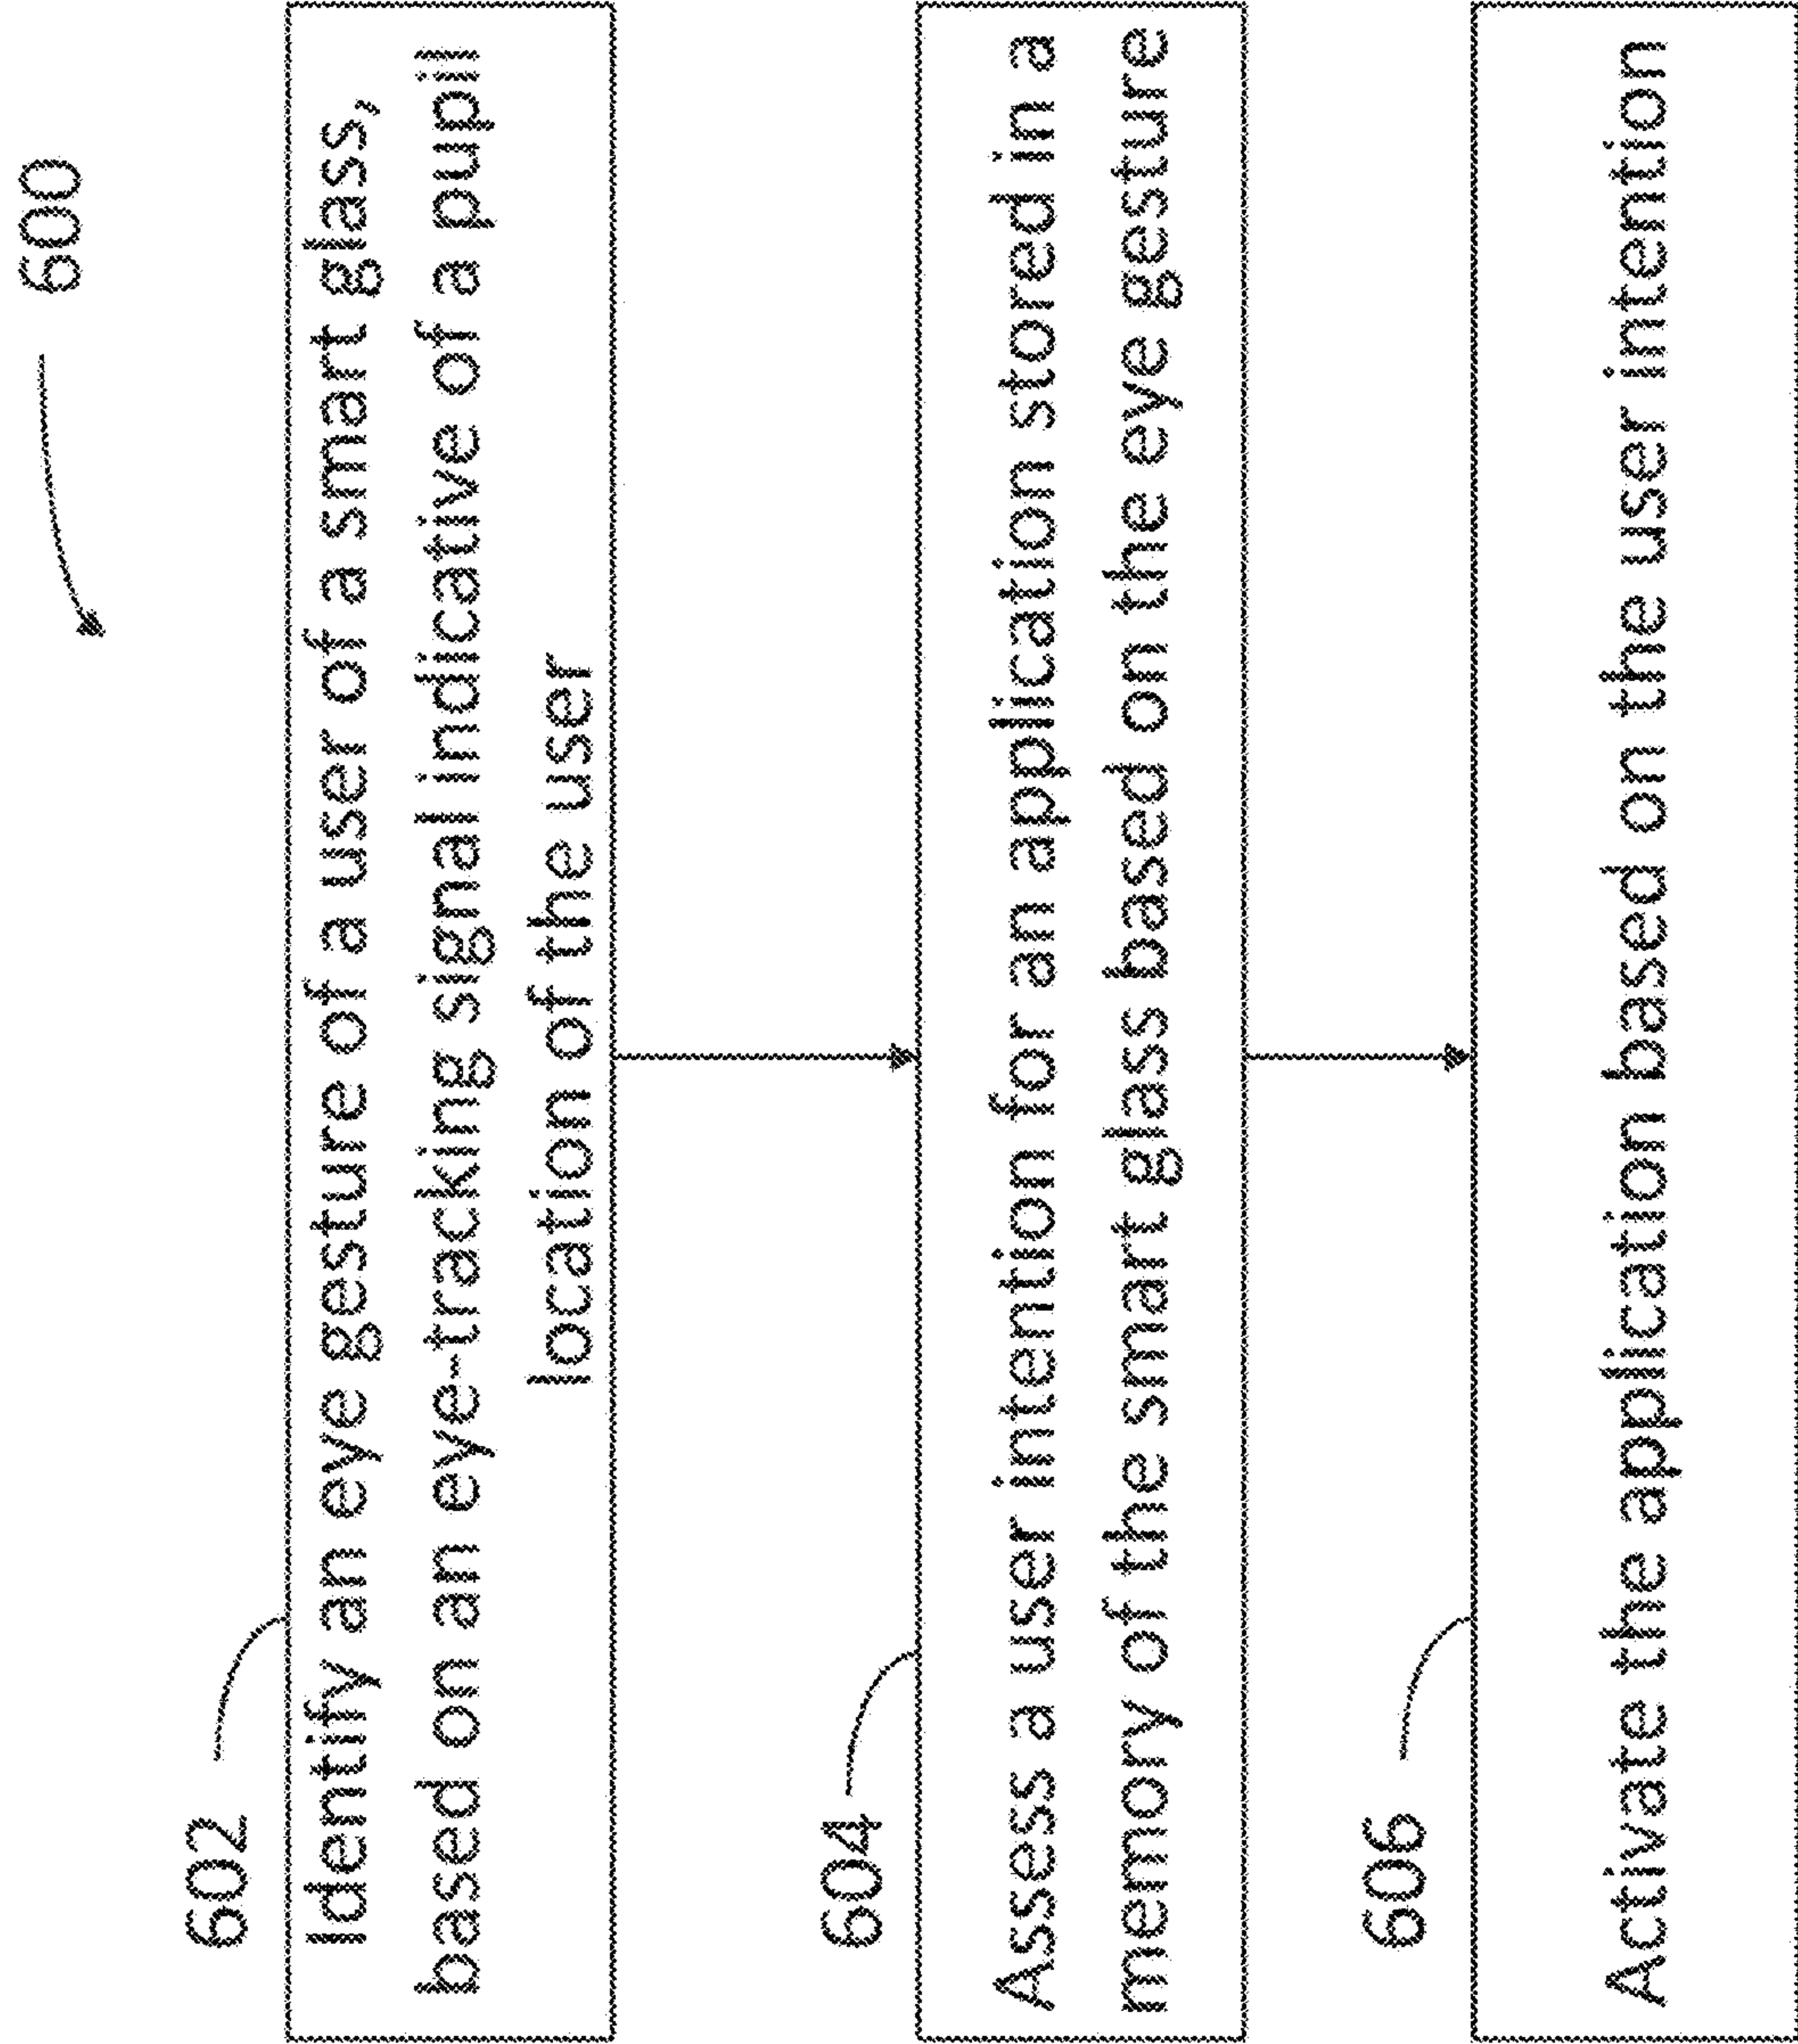 600
602
Identify an eye gesture of a user of a smart glass,
based on an eye-tracking signal indicative of a pupil
location of the user
604
Assess a user intention for an application stored in a
memory of the smart glass based on the eye gesture
606
Activate the application based on the user intention